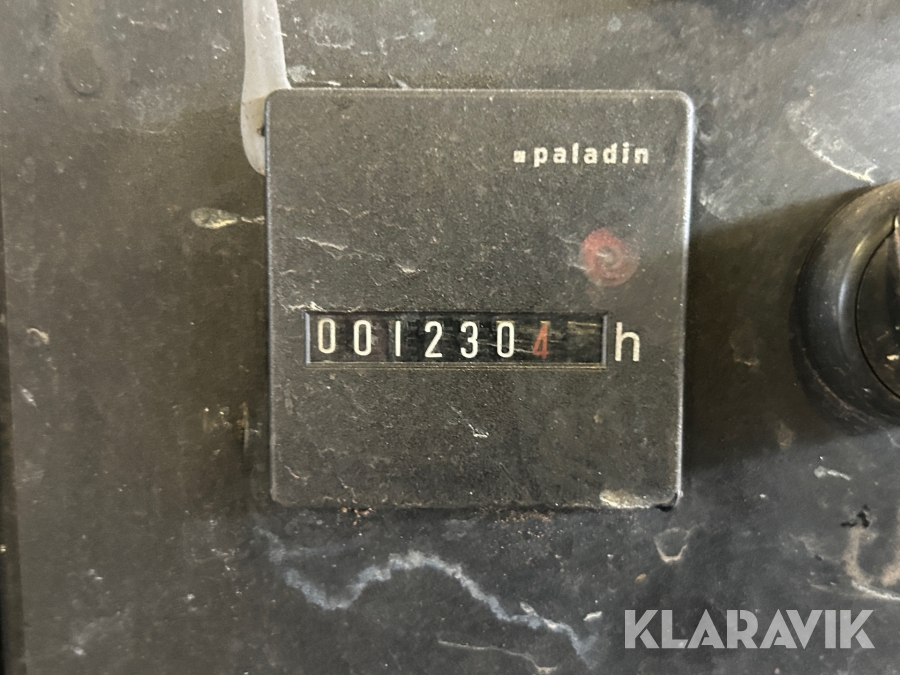 paladin
0012304 h
KLARAVIK